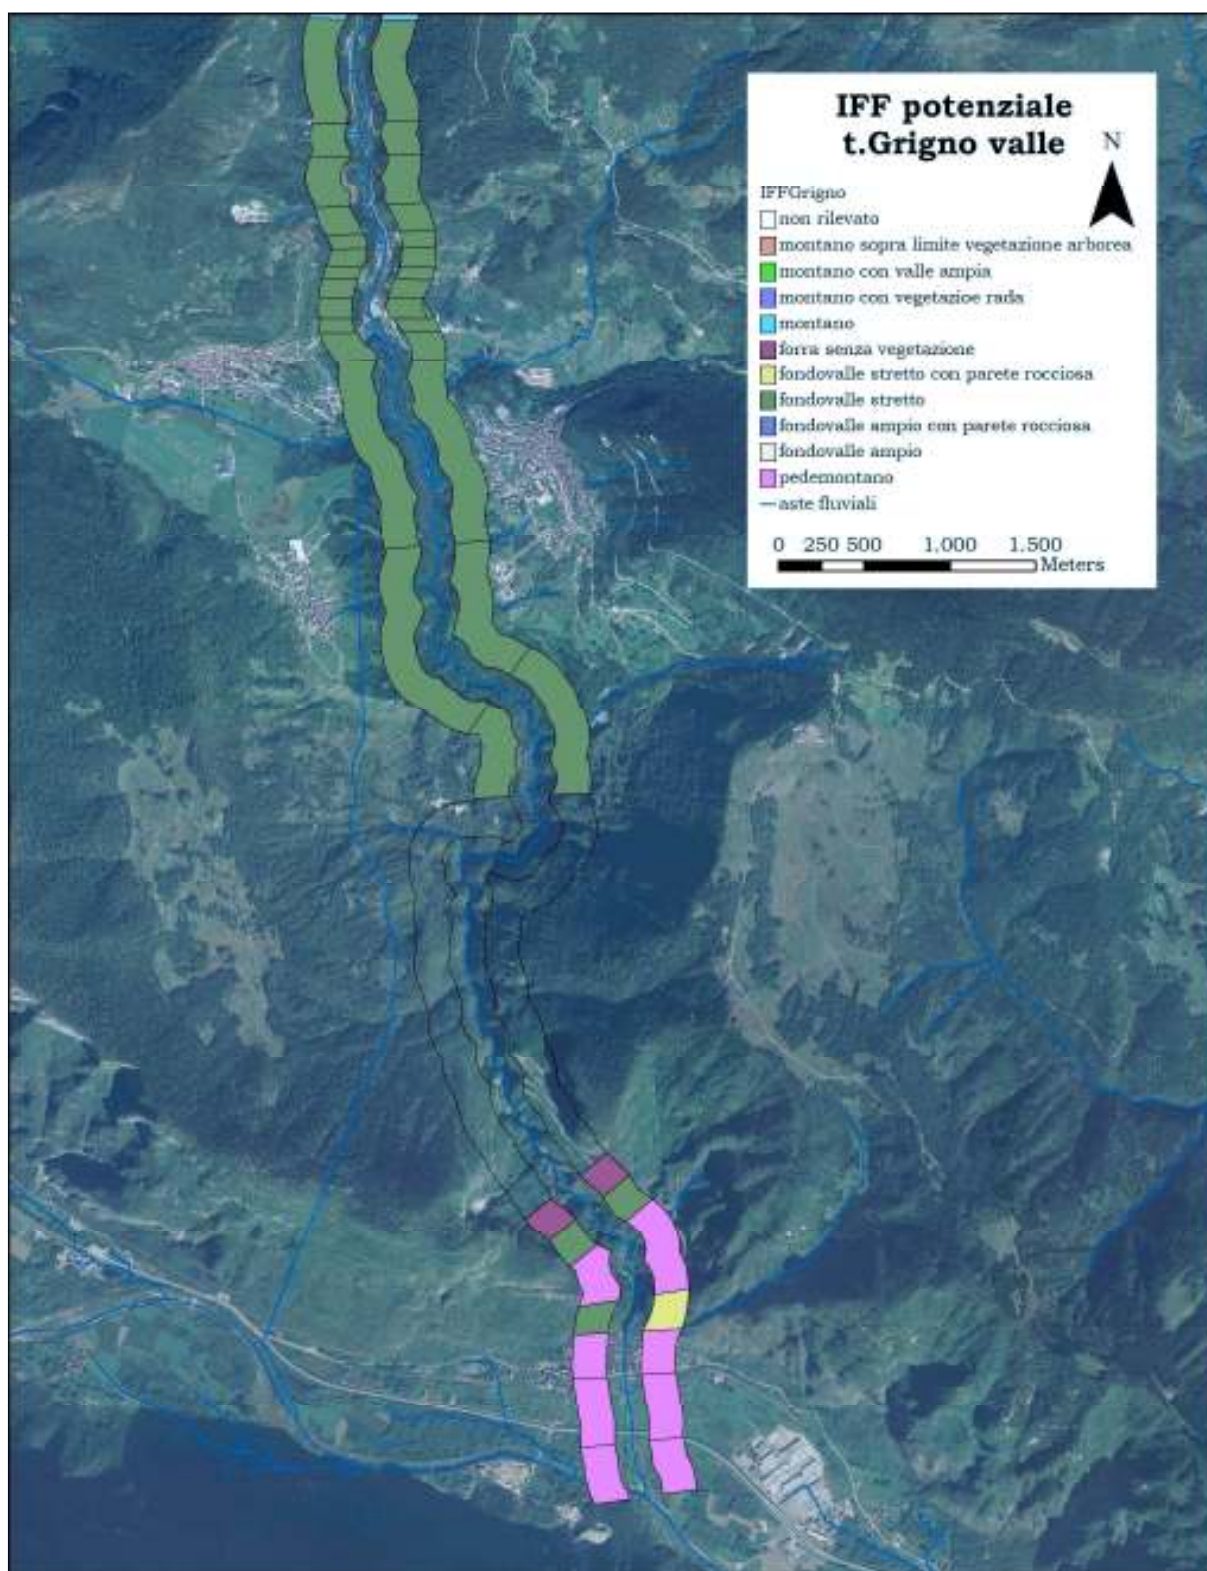 IFF potenziale
t.Grigno valle
N
IFFGrigno
non rilevato
montano sopra limite vegetazione arborea
montano con valle ampia
montano con vegetazioe rada
montano
forra senza vegetazione
fondovalle stretto con parete rocciosa
fondovalle stretto
fondovalle ampio con parete rocciosa
fondovalle ampio
pedemontano
aste fluviali
0 250 500 1.000 1.500
Meters